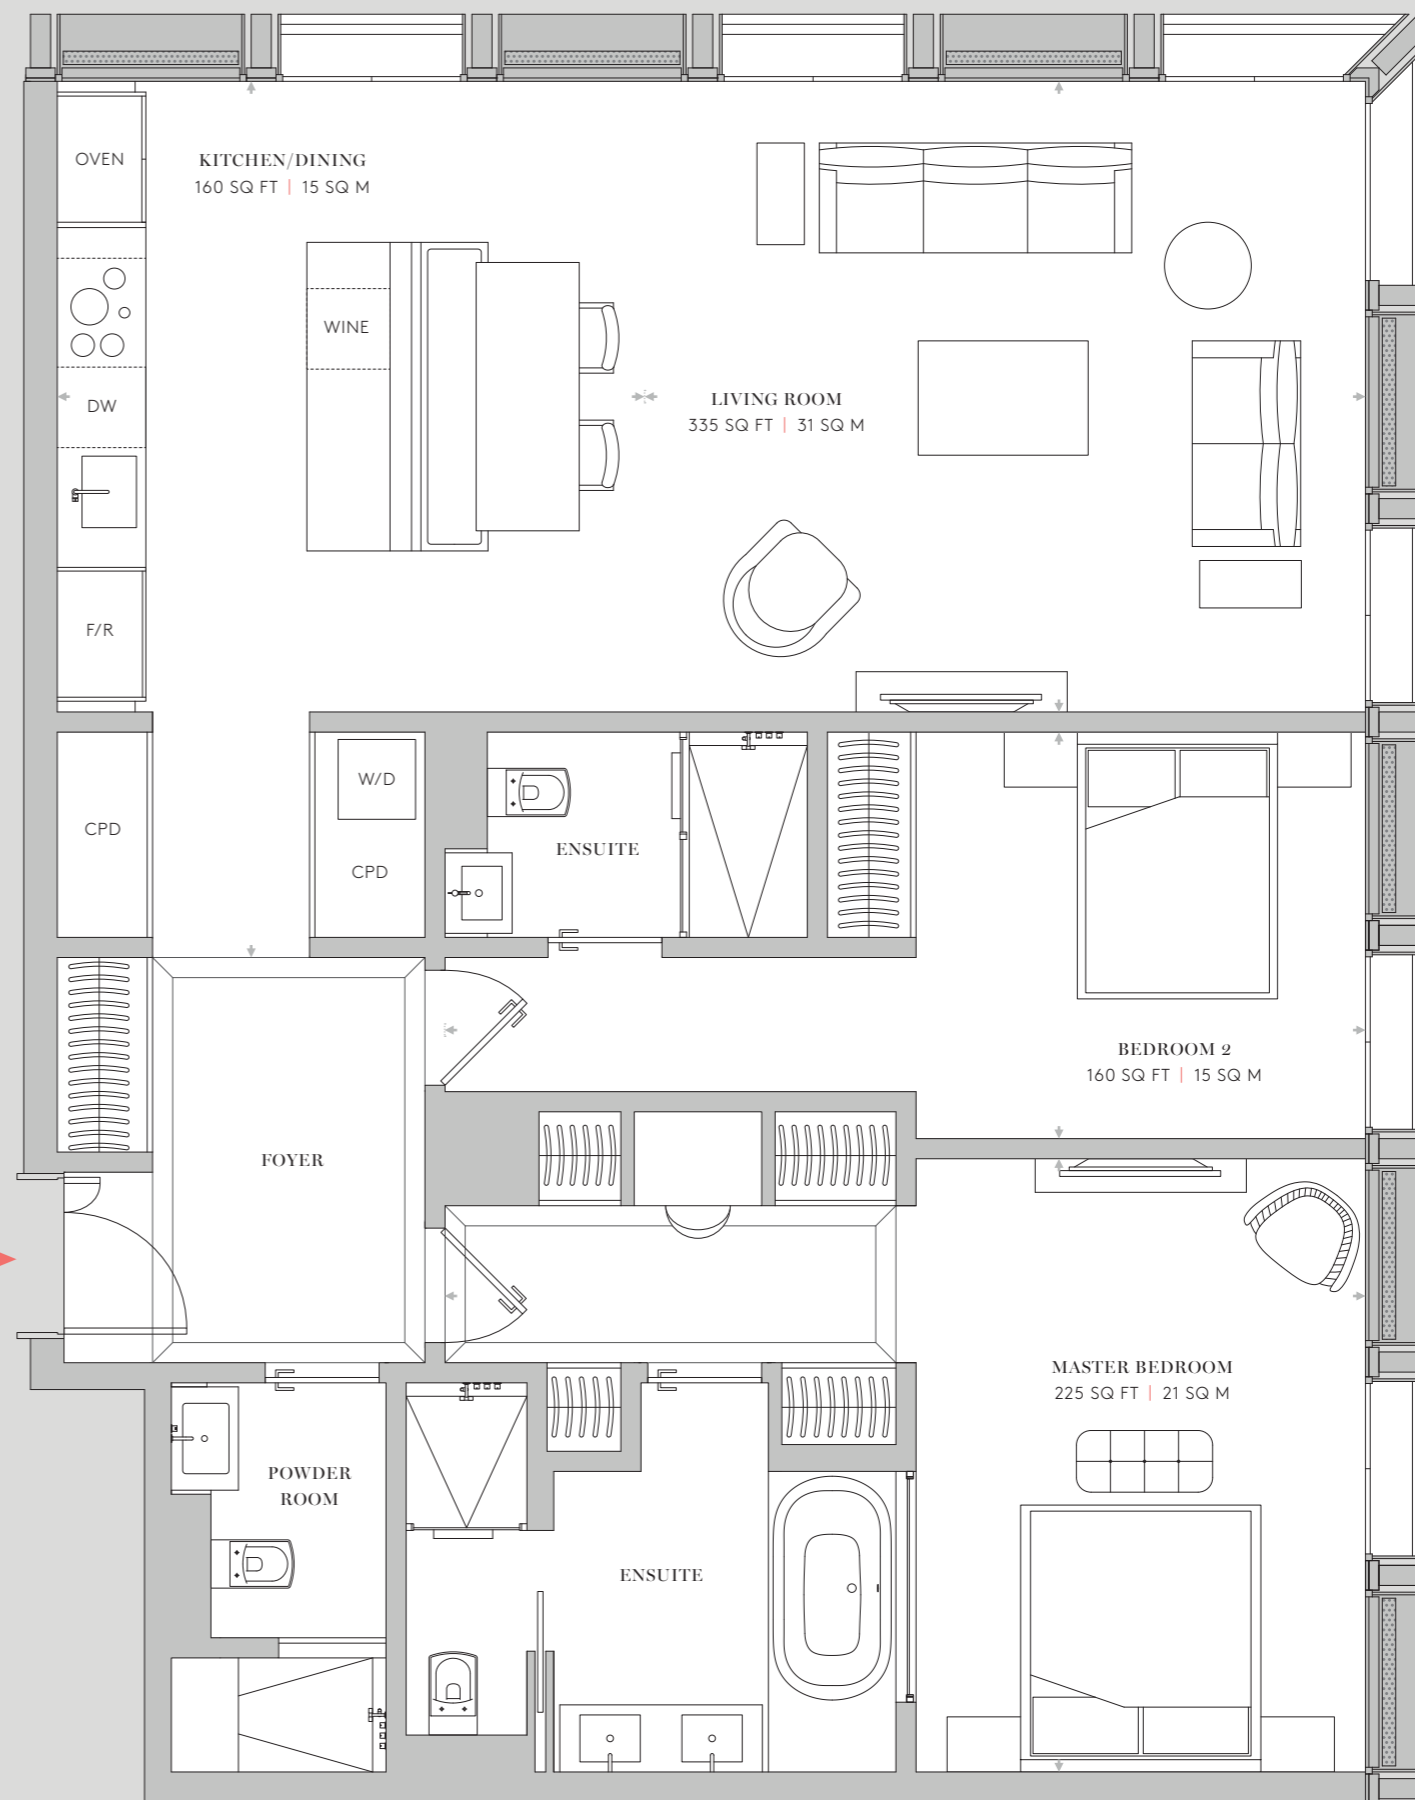 OVEN
KITCHEN/DINING
160 SQ FT | 15 SQ M
WINE
DW
LIVING ROOM
335 SQ FT | 31 SQ M
F/R
W/D
CPD
CPD
ENSUITE
BEDROOM 2
160 SQ FT | 15 SQ M
FOYER
MASTER BEDROOM
225 SQ FT | 21 SQ M
POWDER
ROOM
ENSUITE